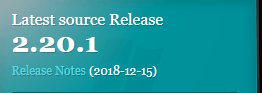 Latest source Release
2.20.1
Release Notes (2018-12-15)